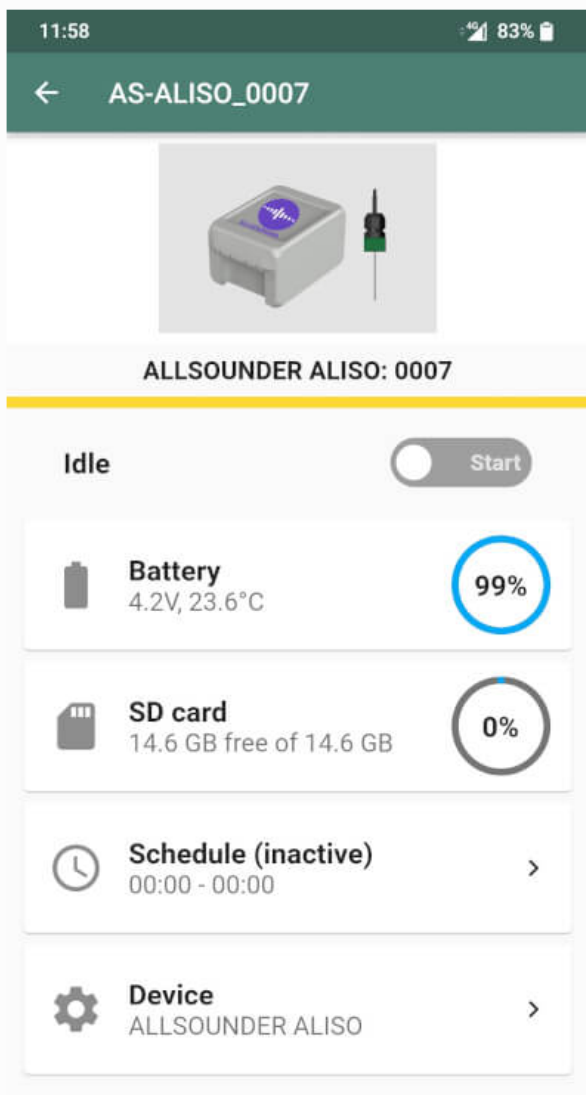 11:58
4G 83%
AS-ALISO_0007
ALLSOUNDER ALISO: 0007
Idle
Start
Battery
4.2V, 23.6°C
99%
SD card
14.6 GB free of 14.6 GB
0%
Schedule (inactive)
00:00 - 00:00
Device
ALLSOUNDER ALISO